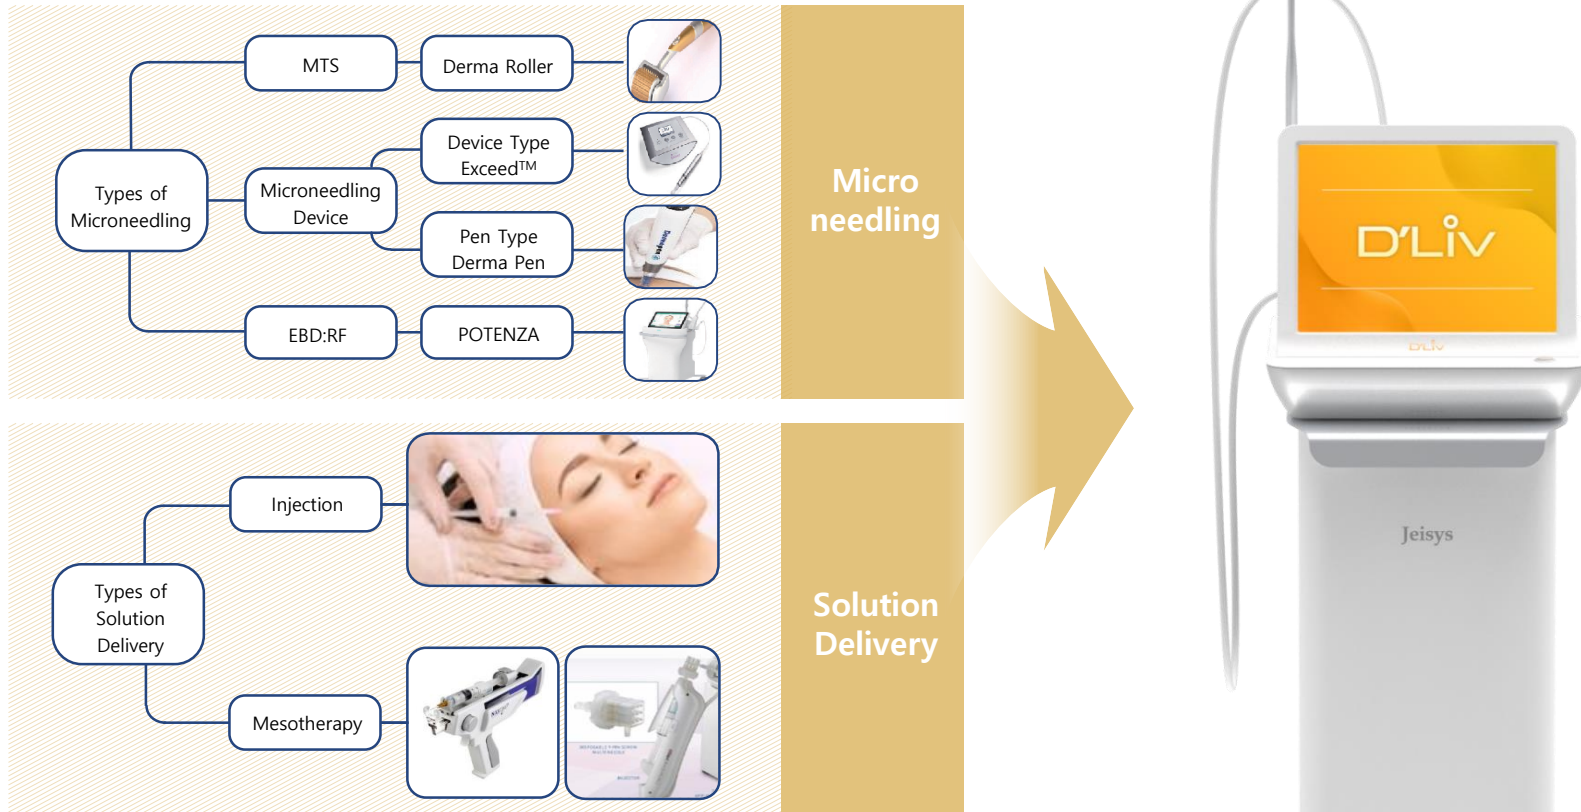 MTS
Derma Roller
Device Type
Exceed™
Types of
Microneedling
Microneedling
Device
Pen Type
Derma Pen
EBD:RF
POTENZA
Micro
needling
Injection
Types of
Solution
Delivery
Mesotherapy
Solution
Delivery
D'Liv
D'Liv
Jeisys